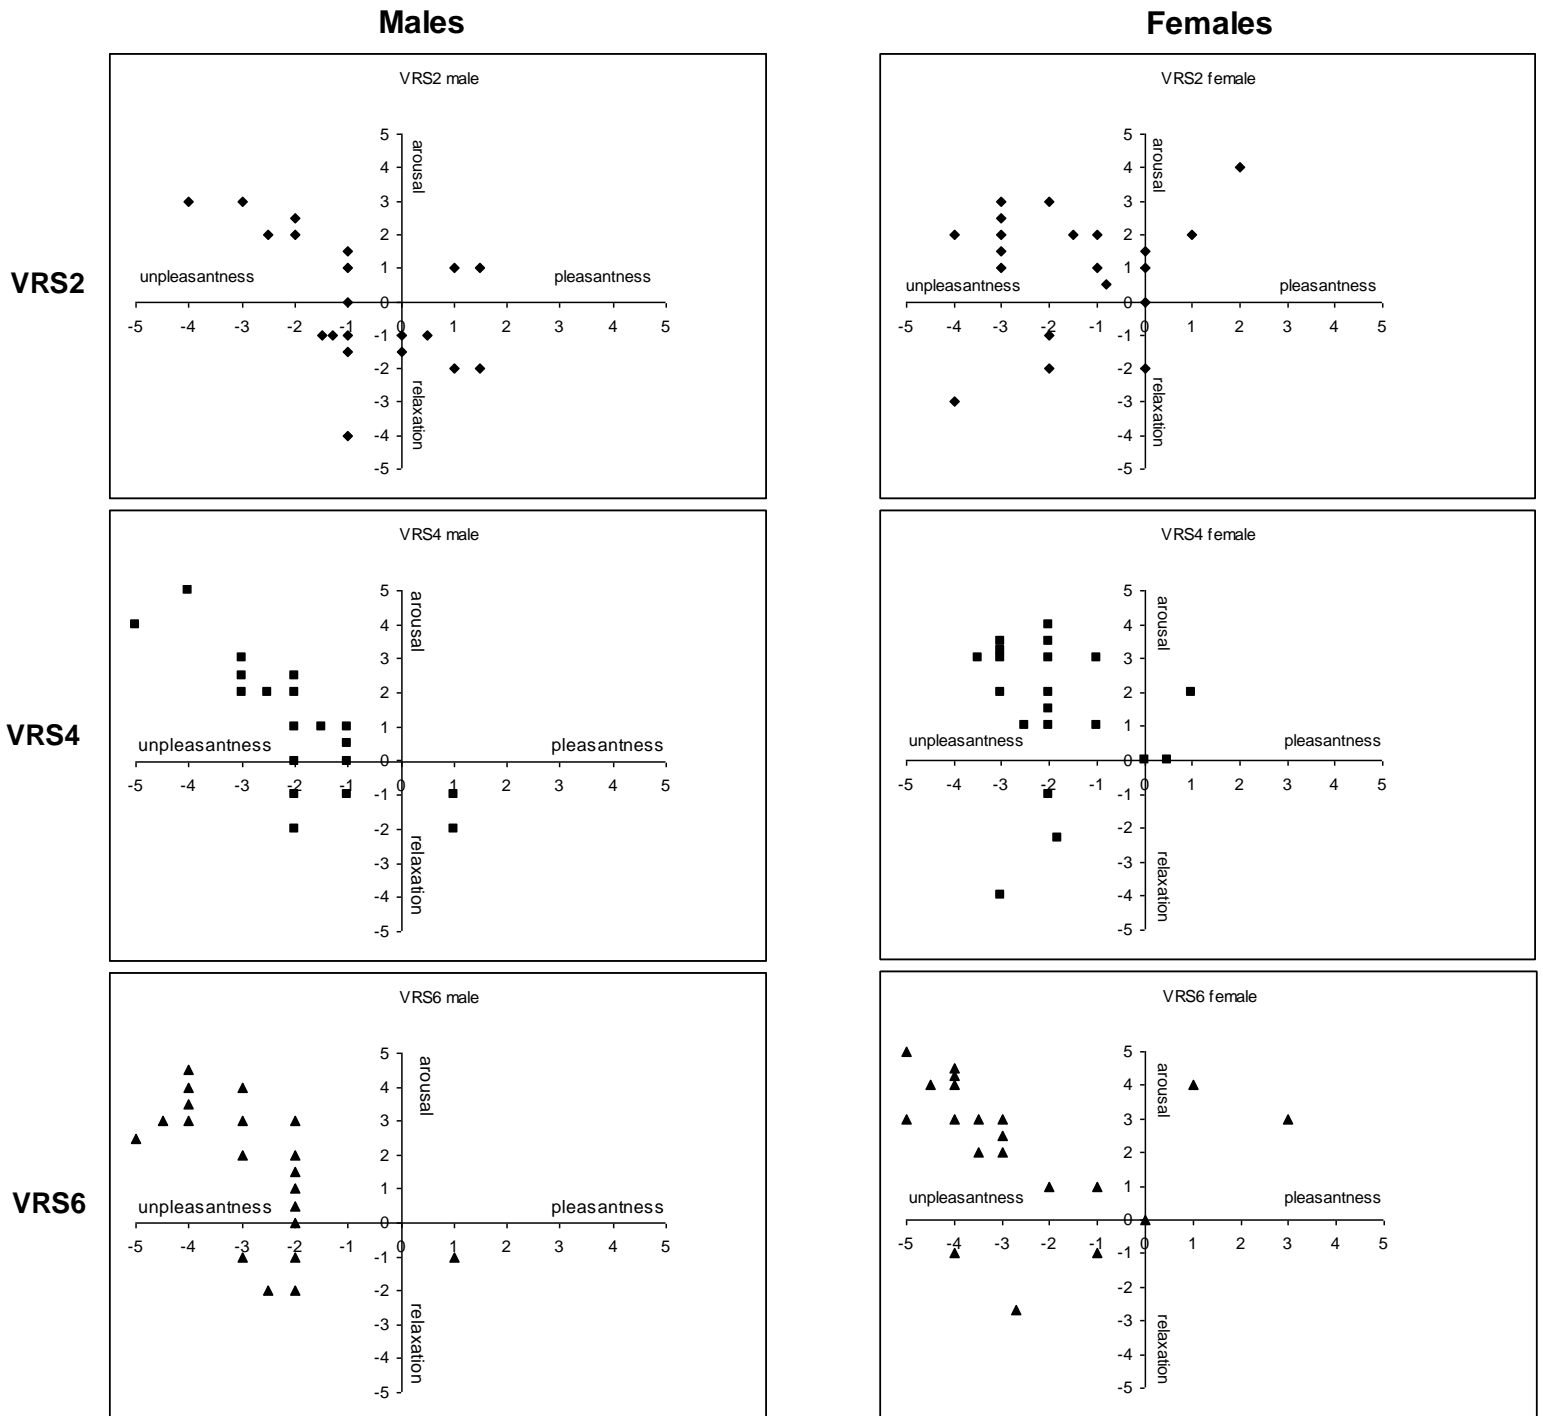 Males
Females
VRS2
VRS2 male
5
4
3
2
1
0
-1
-2
-3
-4
-5
-5 -4 -3 -2 -1 0 1 2 3 4 5
arousal
relaxation
unpleasantness
pleasantness
VRS2 female
5
4
3
2
1
0
-1
-2
-3
-4
-5
-5 -4 -3 -2 -1 0 1 2 3 4 5
arousal
relaxation
unpleasantness
pleasantness
VRS4
VRS4 male
5
4
3
2
1
0
-1
-2
-3
-4
-5
-5 -4 -3 -2 -1 0 1 2 3 4 5
arousal
relaxation
unpleasantness
pleasantness
VRS4 female
5
4
3
2
1
0
-1
-2
-3
-4
-5
-5 -4 -3 -2 -1 0 1 2 3 4 5
arousal
relaxation
unpleasantness
pleasantness
VRS6
VRS6 male
5
4
3
2
1
0
-1
-2
-3
-4
-5
-5 -4 -3 -2 -1 0 1 2 3 4 5
arousal
relaxation
unpleasantness
pleasantness
VRS6 female
5
4
3
2
1
0
-1
-2
-3
-4
-5
-5 -4 -3 -2 -1 0 1 2 3 4 5
arousal
relaxation
unpleasantness
pleasantness